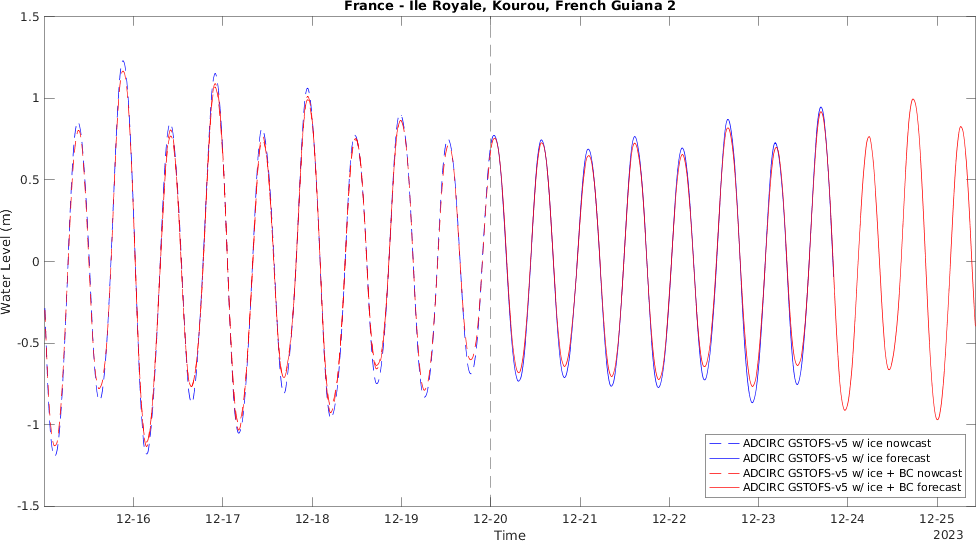 France - Ile Royale, Kourou, French Guiana 2
1.5
1
0.5
0
-0.5
-1
-1.5
Water Level (m)
ADCIRC GSTOFS-v5 w/ ice nowcast
ADCIRC GSTOFS-v5 w/ ice forecast
ADCIRC GSTOFS-v5 w/ ice + BC nowcast
ADCIRC GSTOFS-v5 w/ ice + BC forecast
12-16 12-17 12-18 12-19 12-20 12-21 12-22 12-23 12-24 12-25
Time 2023